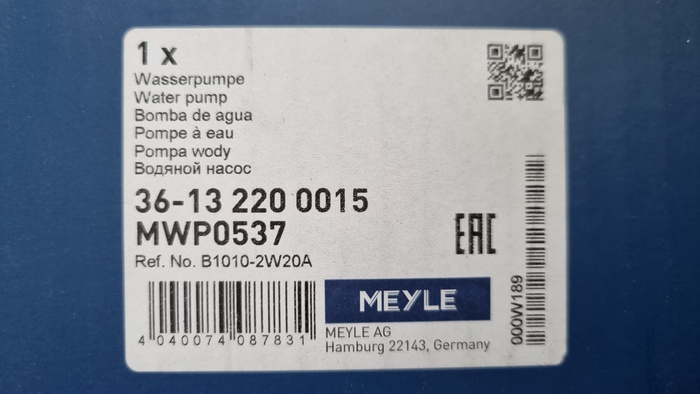 1 x
Wasserpumpe
Water pump
Bomba de agua
Pompe à eau
Pompa wody
Водяной насос
36-13 220 0015
MWP0537
EAC
Ref. No. B1010-2W20A
MEYLE
MEYLE AG
Hamburg 22143, Germany
4 040074 087831
000W189